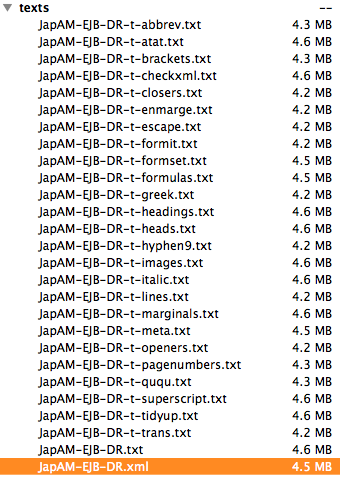 texts --
JapAM-EJB-DR-t-abbrev.txt 4.3 MB
JapAM-EJB-DR-t-atat.txt 4.6 MB
JapAM-EJB-DR-t-brackets.txt 4.3 MB
JapAM-EJB-DR-t-checkxml.txt 4.6 MB
JapAM-EJB-DR-t-closers.txt 4.2 MB
JapAM-EJB-DR-t-enmarge.txt 4.2 MB
JapAM-EJB-DR-t-escape.txt 4.2 MB
JapAM-EJB-DR-t-formit.txt 4.2 MB
JapAM-EJB-DR-t-formset.txt 4.5 MB
JapAM-EJB-DR-t-formulas.txt 4.5 MB
JapAM-EJB-DR-t-greek.txt 4.2 MB
JapAM-EJB-DR-t-headings.txt 4.6 MB
JapAM-EJB-DR-t-heads.txt 4.6 MB
JapAM-EJB-DR-t-hyphen9.txt 4.2 MB
JapAM-EJB-DR-t-images.txt 4.6 MB
JapAM-EJB-DR-t-italic.txt 4.6 MB
JapAM-EJB-DR-t-lines.txt 4.2 MB
JapAM-EJB-DR-t-marginals.txt 4.6 MB
JapAM-EJB-DR-t-meta.txt 4.5 MB
JapAM-EJB-DR-t-openers.txt 4.2 MB
JapAM-EJB-DR-t-pagenumbers.txt 4.3 MB
JapAM-EJB-DR-t-ququ.txt 4.3 MB
JapAM-EJB-DR-t-superscript.txt 4.6 MB
JapAM-EJB-DR-t-tidyup.txt 4.6 MB
JapAM-EJB-DR-t-trans.txt 4.2 MB
JapAM-EJB-DR.txt 4.6 MB
JapAM-EJB-DR.xml 4.5 MB